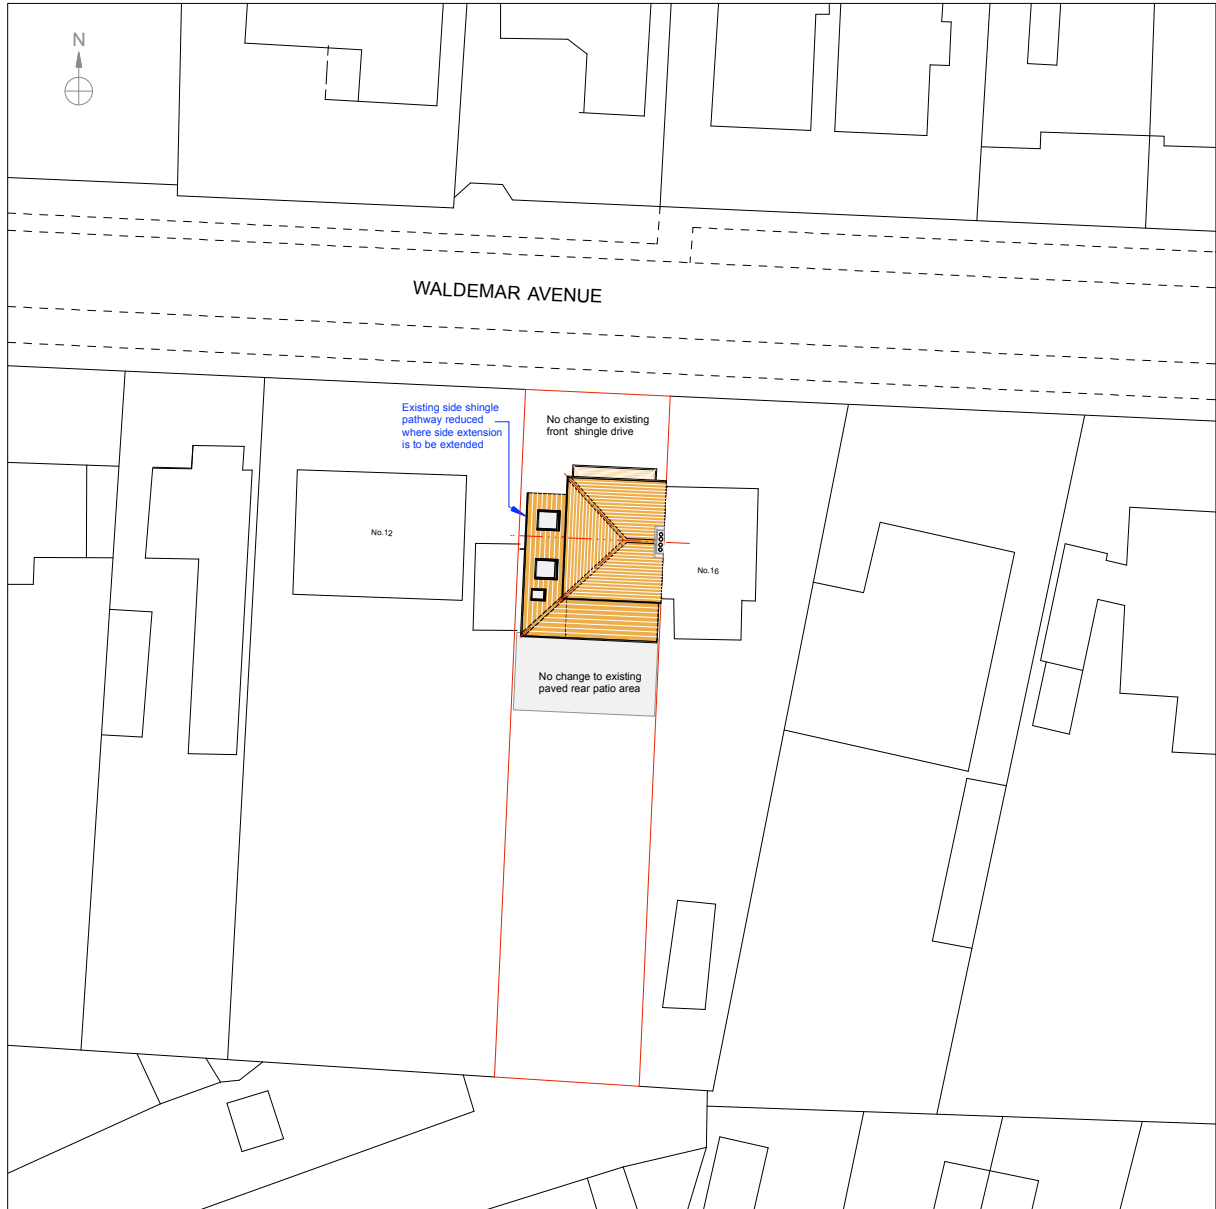 N
WALDEMAR AVENUE
Existing side shingle
pathway reduced
where side extension
is to be extended
No change to existing
front shingle drive
No.12
No.16
No change to existing
paved rear patio area